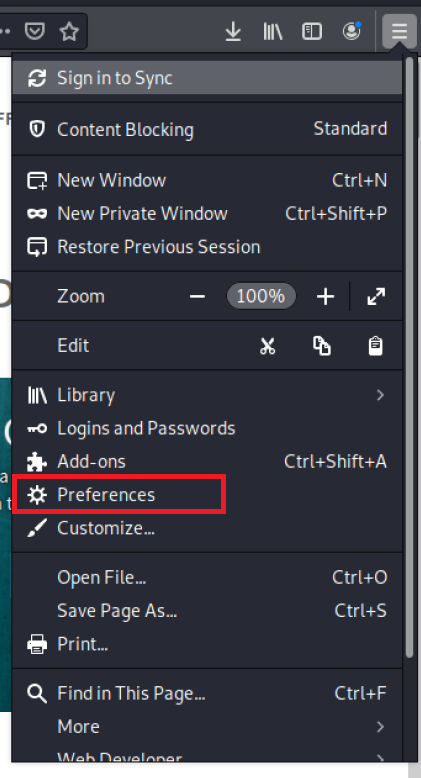 Sign in to Sync
Content Blocking Standard
New Window Ctrl+N
New Private Window Ctrl+Shift+P
Restore Previous Session
Zoom − 100% +
Edit
Library
Logins and Passwords
Add-ons Ctrl+Shift+A
Preferences
Customize...
Open File... Ctrl+O
Save Page As... Ctrl+S
Print...
Find in This Page... Ctrl+F
More
Web Developer